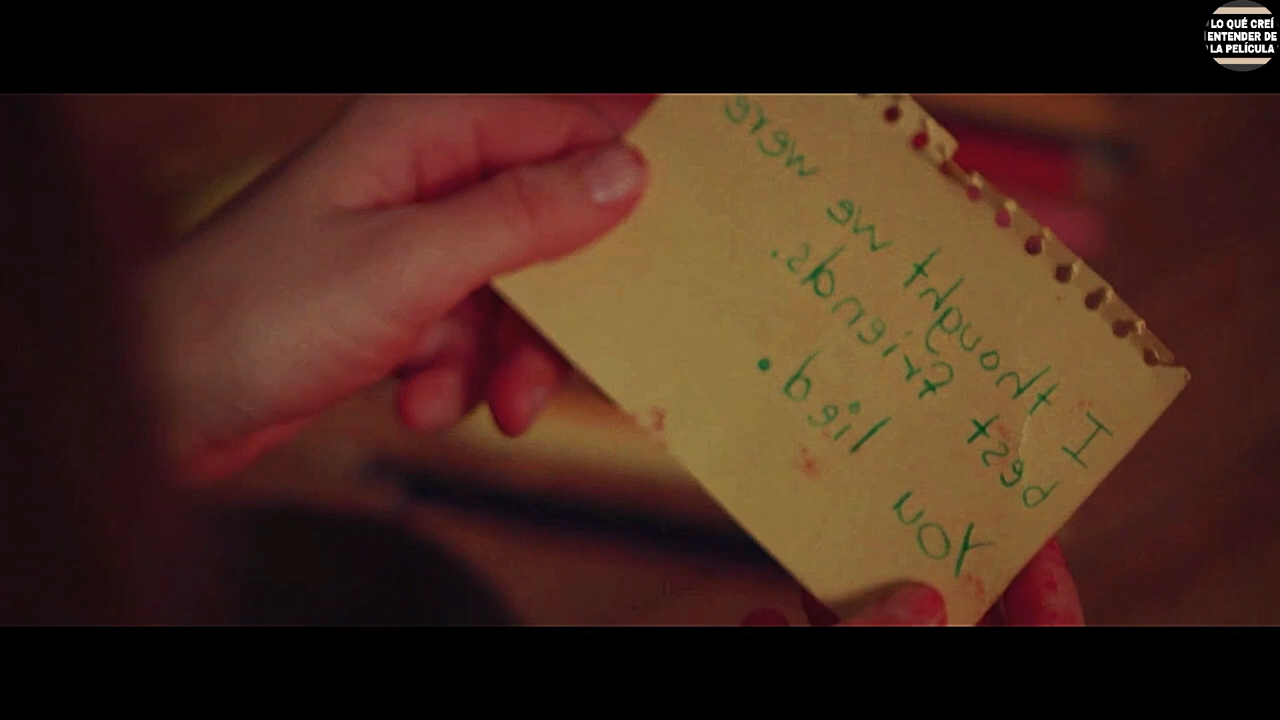 LO QUÉ CREÍ
ENTENDER DE
LA PELÍCULA
I thought we were
best friends.
You lied.